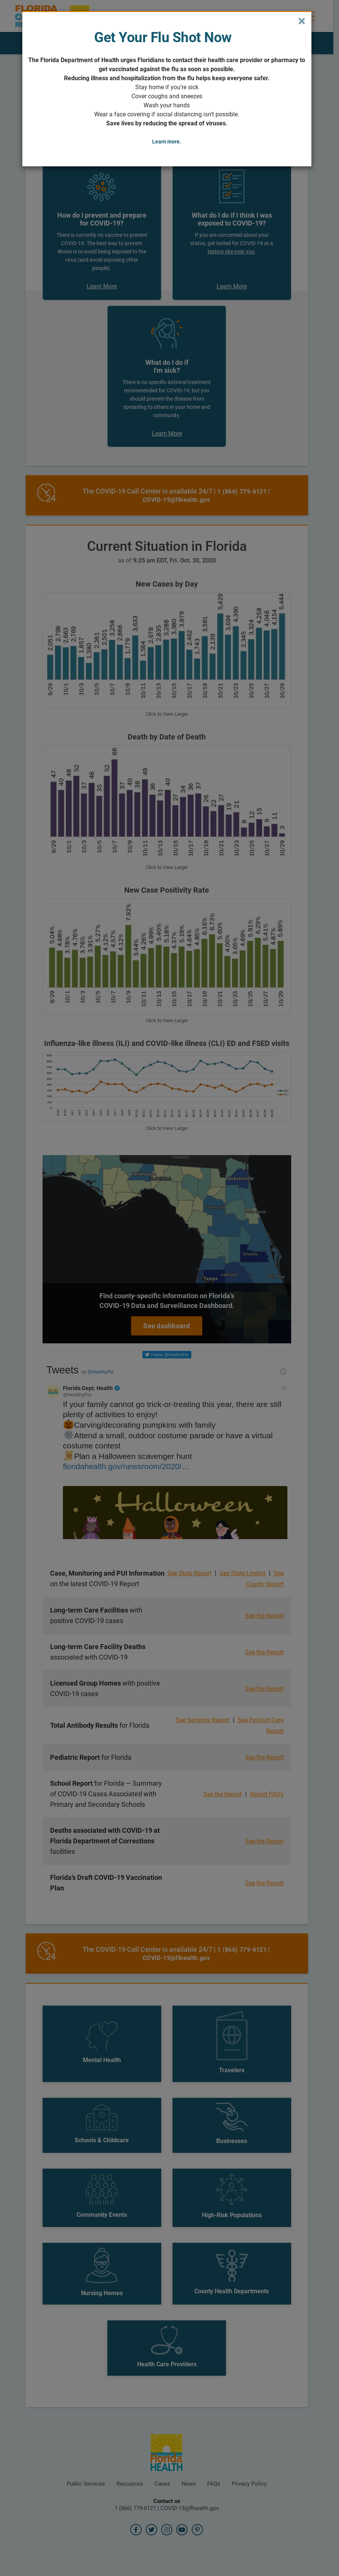 ×
Get Your Flu Shot Now
The Florida Department of Health urges Floridians to contact their health care provider or pharmacy to
get vaccinated against the flu as soon as possible.
Reducing illness and hospitalization from the flu helps keep everyone safer.
Stay home if you're sick
Cover coughs and sneezes
Wash your hands
Wear a face covering if social distancing isn't possible.
Save lives by reducing the spread of viruses.
Learn more.
How do I prevent and prepare
for COVID-19?
There is currently no vaccine to prevent
COVID-19. The best way to prevent
illness is to avoid being exposed to the
virus (and avoid exposing other
people).
Learn More
What do I do if I think I was
exposed to COVID-19?
If you are concerned about your
status, get tested for COVID-19 at a
testing site near you.
Learn More
What do I do if
I'm sick?
There is no specific antiviral treatment
recommended for COVID-19, but you
should prevent the disease from
spreading to others in your home and
community.
Learn More
24
The COVID-19 Call Center is available 24/7 | 1 (866) 779-6121 |
COVID-19@flhealth.gov
Current Situation in Florida
as of 9:25 am EDT, Fri. Oct. 30, 2020
New Cases by Day
2,051 2,798 2,663 2,769 1,857 1,280 2,261 2,501 3,258 2,866 1,779 3,633 1,564 2,678 2,835 3,266 3,380 3,979 2,462 1,743 3,581 2,139 5,429 3,694 4,390 2,345 4,324 4,258 4,046 4,154 5,444
9/29 10/1 10/3 10/5 10/7 10/9 10/11 10/13 10/15 10/17 10/19 10/21 10/23 10/25 10/27 10/29
Click to View Larger
Death by Date of Death
47 40 48 52 37 46 35 52 66 37 40 38 49 36 31 40 27 34 36 37 26 22 27 19 21 8 12 15 8 11 3
9/29 10/1 10/3 10/5 10/7 10/9 10/11 10/13 10/15 10/17 10/19 10/21 10/23 10/25 10/27 10/29
Click to View Larger
New Case Positivity Rate
5.04% 4.68% 3.78% 4.76% 3.76% 3.91% 5.27% 4.12% 4.57% 4.12% 7.92% 3.44% 4.26% 4.99% 5.40% 5.18% 4.37% 5.19% 4.64% 4.85% 6.16% 6.73% 5.60% 4.00% 3.65% 4.69% 5.91% 6.29% 5.41% 4.87% 5.89%
9/29 10/1 10/3 10/5 10/7 10/9 10/11 10/13 10/15 10/17 10/19 10/21 10/23 10/25 10/27 10/29
Click to View Larger
Influenza-like illness (ILI) and COVID-like illness (CLI) ED and FSED visits
Click to View Larger
Jacksonville
Orlando
Tampa
Find county-specific information on Florida's
COVID-19 Data and Surveillance Dashboard.
See dashboard
Follow @HealthyFla
Tweets by @HealthyFla
Florida Dept. Health
@HealthyFla
If your family cannot go trick-or-treating this year, there are still
plenty of activities to enjoy!
🎃Carving/decorating pumpkins with family
🕸️Attend a small, outdoor costume parade or have a virtual
costume contest
📜Plan a Halloween scavenger hunt
floridahealth.gov/newsroom/2020/…
Halloween
Case, Monitoring and PUI Information
on the latest COVID-19 Report
See State Report | See State Linelist | See
County Report
Long-term Care Facilities with
positive COVID-19 cases
See the Report
Long-term Care Facility Deaths
associated with COVID-19
See the Report
Licensed Group Homes with positive
COVID-19 cases
See the Report
Total Antibody Results for Florida
See Serology Report | See Point-of-Care
Report
Pediatric Report for Florida
See the Report
School Report for Florida — Summary
of COVID-19 Cases Associated with
Primary and Secondary Schools
See the Report | Report FAQ's
Deaths associated with COVID-19 at
Florida Department of Corrections
facilities
See the Report
Florida's Draft COVID-19 Vaccination
Plan
See the Report
24
The COVID-19 Call Center is available 24/7 | 1 (866) 779-6121 |
COVID-19@flhealth.gov
Mental Health
Travelers
Schools & Childcare
Businesses
Community Events
High-Risk Populations
Nursing Homes
County Health Departments
Health Care Providers
Florida
HEALTH
Public Services Resources Cases News FAQs Privacy Policy
Contact us
1 (866) 779-6121 | COVID-19@flhealth.gov